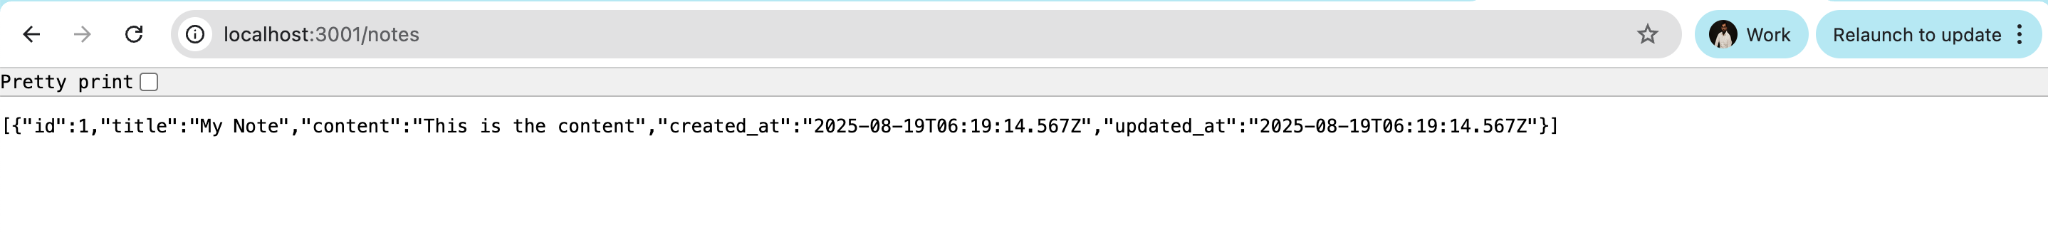 localhost:3001/notes
Work
Relaunch to update
Pretty print
[{"id":1,"title":"My Note","content":"This is the content","created_at":"2025-08-19T06:19:14.567Z","updated_at":"2025-08-19T06:19:14.567Z"}]